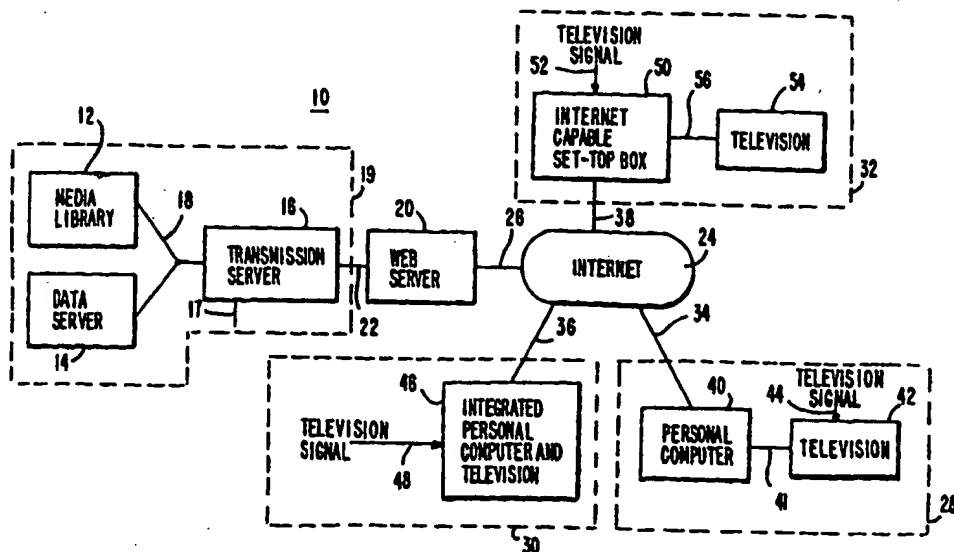 10
12
MEDIA
LIBRARY
DATA
SERVER
14
18
16
TRANSMISSION
SERVER
17
19
20
WEB
SERVER
22
26
INTERNET
24
TELEVISION
SIGNAL
52
50
INTERNET
CAPABLE
SET-TOP BOX
56
54
TELEVISION
32
38
36
34
46
TELEVISION
SIGNAL
48
INTEGRATED
PERSONAL
COMPUTER AND
TELEVISION
30
40
PERSONAL
COMPUTER
41
TELEVISION
SIGNAL
44
42
TELEVISION
28